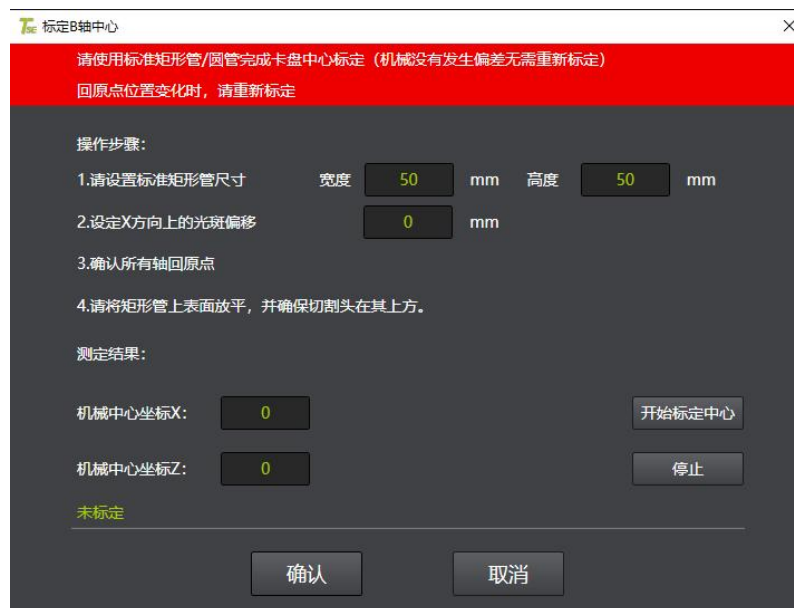 TSE 标定B轴中心
请使用标准矩形管/圆管完成卡盘中心标定（机械没有发生偏差无需重新标定）
回原点位置变化时，请重新标定
操作步骤：
1.请设置标准矩形管尺寸 宽度 50 mm 高度 50 mm
2.设定X方向上的光斑偏移 0 mm
3.确认所有轴回原点
4.请将矩形管上表面放平，并确保切割头在其上方。
测定结果：
机械中心坐标X： 0 开始标定中心
机械中心坐标Z： 0 停止
未标定
确认 取消